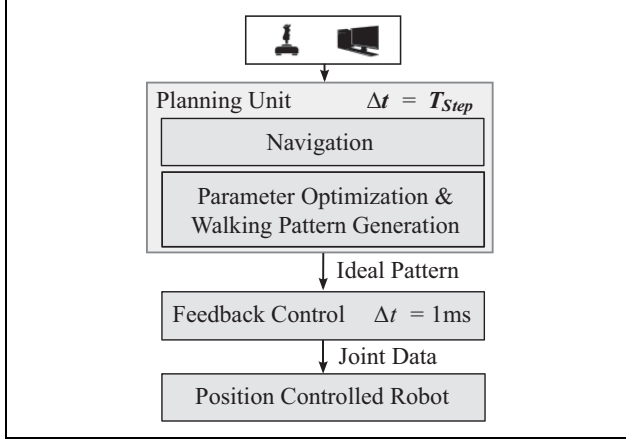 Planning Unit Δt = T_Step
Navigation
Parameter Optimization &
Walking Pattern Generation
Ideal Pattern
Feedback Control Δt = 1ms
Joint Data
Position Controlled Robot